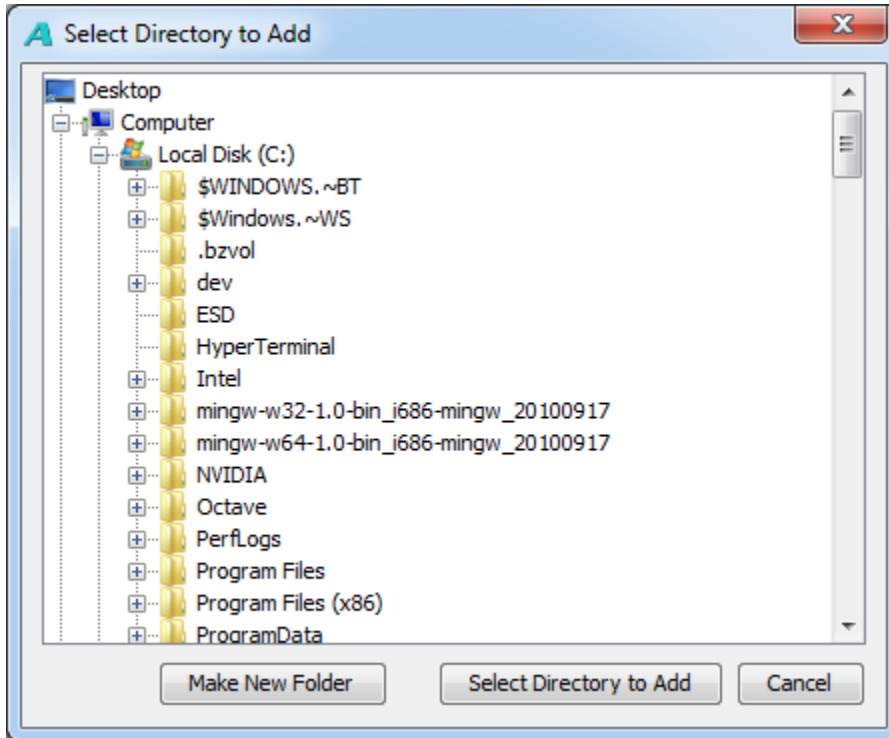 Select Directory to Add
Desktop
Computer
Local Disk (C:)
$WINDOWS.~BT
$Windows.~WS
.bzvol
dev
ESD
HyperTerminal
Intel
mingw-w32-1.0-bin_i686-mingw_20100917
mingw-w64-1.0-bin_i686-mingw_20100917
NVIDIA
Octave
PerfLogs
Program Files
Program Files (x86)
ProgramData
Make New Folder Select Directory to Add Cancel